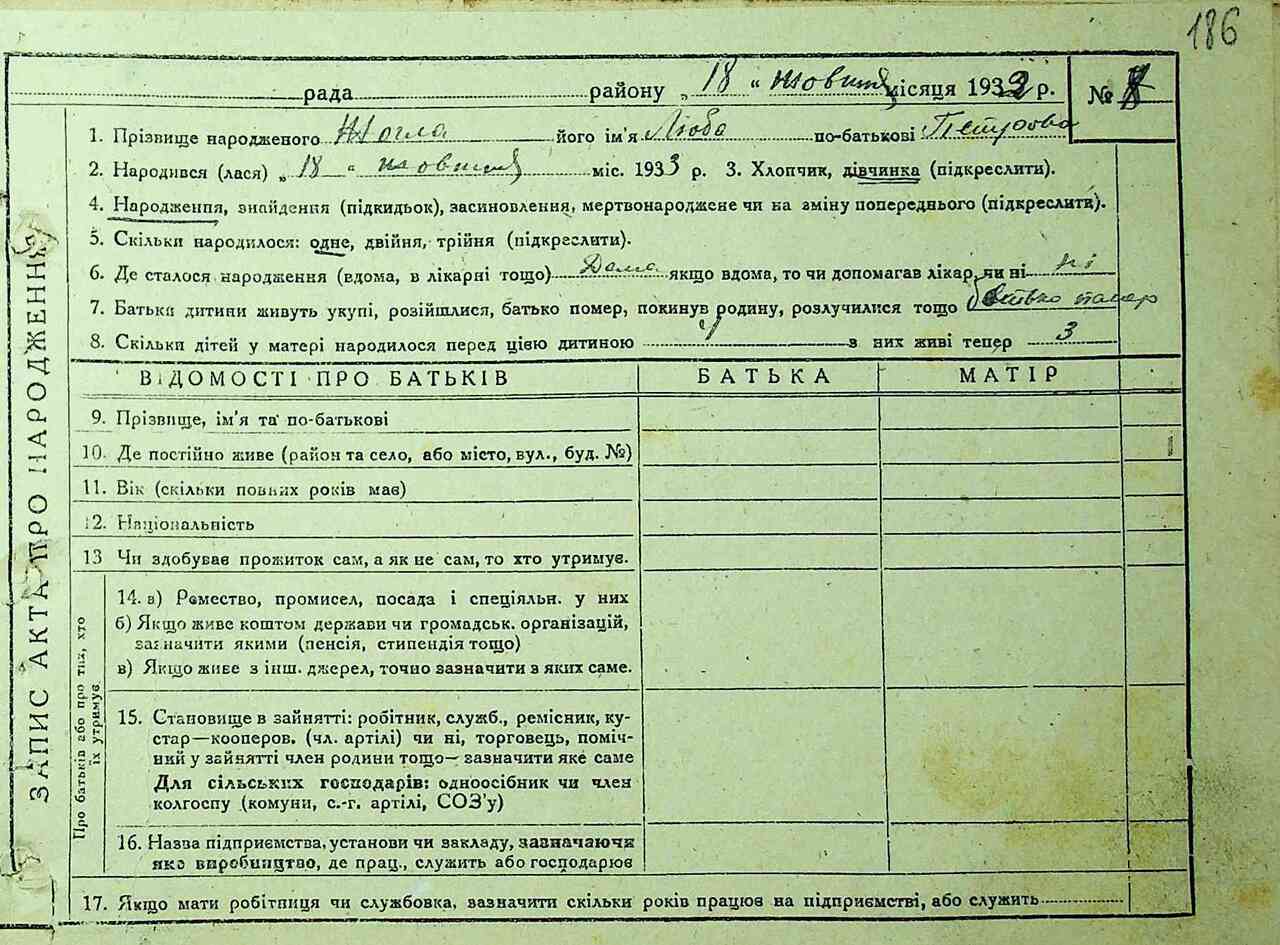 186
рада района „18 " жовтня місяця 1933 р. №
1. Прізвище народженого його ім'я Люба по-батькові Петрова
2. Народився (лася) „18 " жовтня міс. 1933 р. 3. Хлопчик, дівчинка (підкреслити).
4. Народження, знайдення (підкидьок), засиновлення, мертвонароджене чи на зміну попереднього (підкреслити).
5. Скільки народилося: одне, двійня, трійня (підкреслити).
6. Де сталося народження (вдома, в лікарні тощо) Дома якщо вдома, то чи допомагав лікар, чи ні ні
7. Батьки дитини живуть укупі, розійшлися, батько помер, покинув родину, розлучилися тощо батько помер
8. Скільки дітей у матері народилося перед цією дитиною 4 з них живі тепер 3
ЗАПИС АКТА ПРО НАРОДЖЕННЯ
ВІДОМОСТІ ПРО БАТЬКІВ БАТЬКА МАТІР
9. Прізвище, ім'я та по-батькові
10. Де постійно живе (район та село, або місто, вул., буд. №)
11. Вік (скільки повних років має)
12. Національність
13 Чи здобуває прожиток сам, а як не сам, то хто утримує.
Про батьків або про тих, хто
їх утримує
14. в) Ремество, промисел, посада і спеціяльн. у них
б) Якщо живе коштом держави чи громадськ. організацій,
зазначити якими (пенсія, стипендія тощо)
в) Якщо живе з інш. джерел, точно зазначити з яких саме.
15. Становище в зайнятті: робітник, служб., ремісник, ку-
стар—кооперов. (чл. артілі) чи ні, торговець, поміч-
ний у зайнятті член родини тощо— зазначити яке саме
Для сільських господарів: одноосібник чи член
колгоспу (комуни, с.-г. артілі, СОЗ'у)
16. Назва підприємства, установи чи закладу, зазначаючи
яке виробництво, де прац., служить або господарює
17. Якщо мати робітниця чи службовка, зазначити скільки років працює на підприємстві, або служить